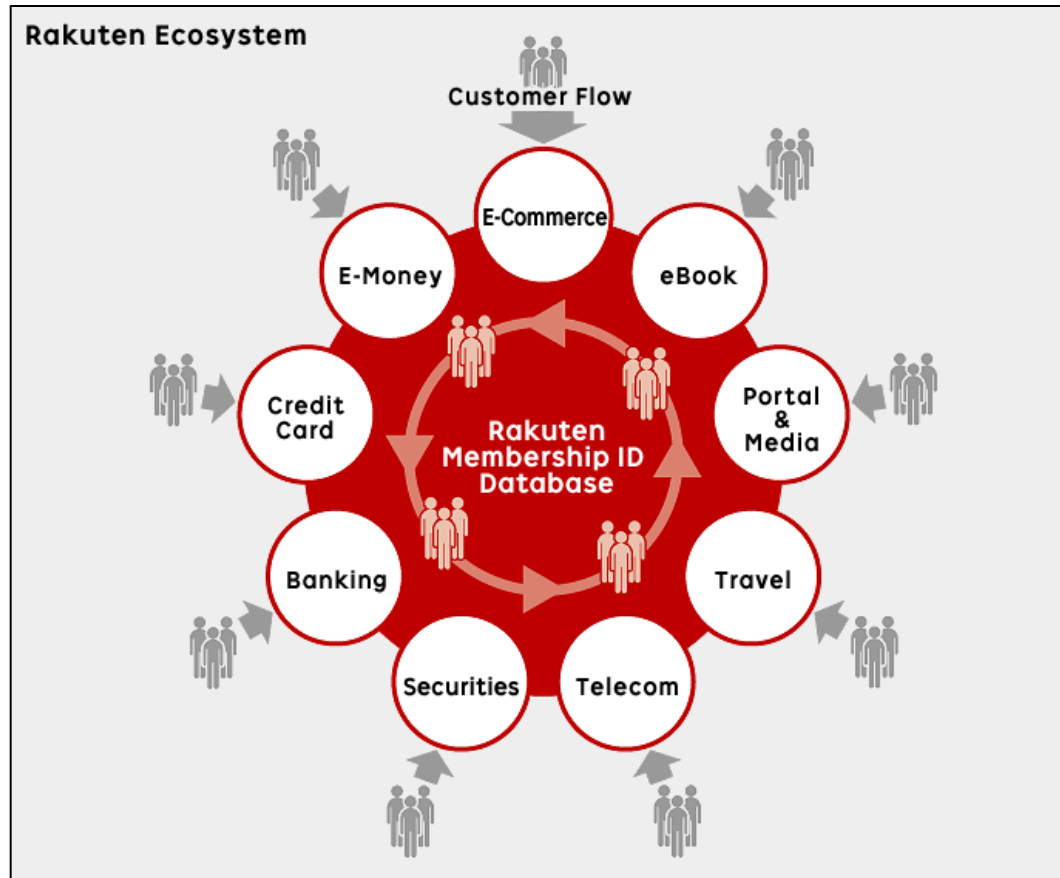 Rakuten Ecosystem
Customer Flow
E-Commerce
E-Money
eBook
Credit
Card
Portal
&
Media
Rakuten
Membership ID
Database
Banking
Travel
Securities
Telecom